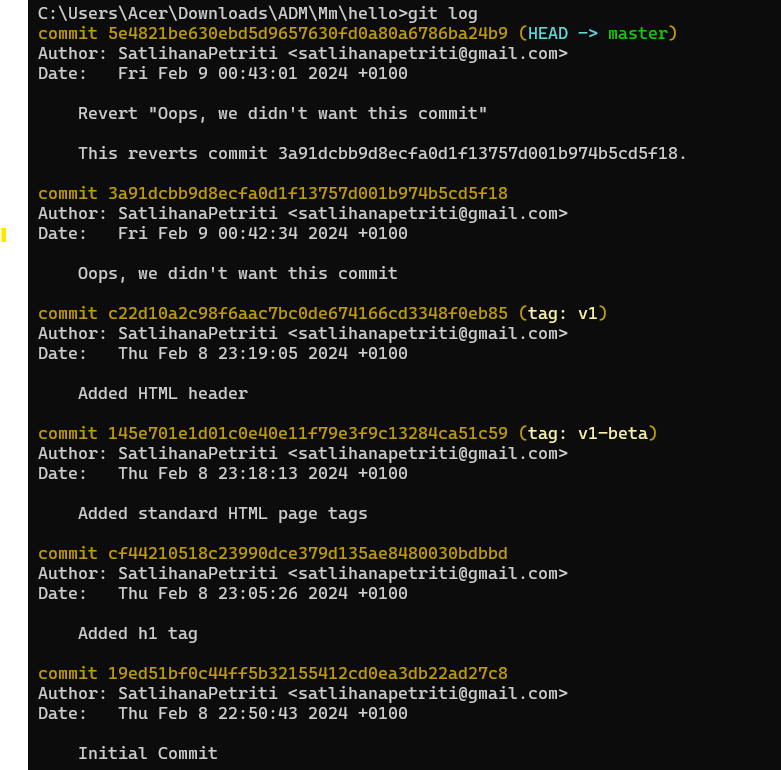 C:\Users\Acer\Downloads\ADM\Mm\hello>git log
commit 5e4821be630ebd5d9657630fd0a80a6786ba24b9 (HEAD -> master)
Author: SatlihanaPetriti <satlihanapetriti@gmail.com>
Date:   Fri Feb 9 00:43:01 2024 +0100
Revert "Oops, we didn't want this commit"
This reverts commit 3a91dcbb9d8ecfa0d1f13757d001b974b5cd5f18.
commit 3a91dcbb9d8ecfa0d1f13757d001b974b5cd5f18
Author: SatlihanaPetriti <satlihanapetriti@gmail.com>
Date:   Fri Feb 9 00:42:34 2024 +0100
Oops, we didn't want this commit
commit c22d10a2c98f6aac7bc0de674166cd3348f0eb85 (tag: v1)
Author: SatlihanaPetriti <satlihanapetriti@gmail.com>
Date:   Thu Feb 8 23:19:05 2024 +0100
Added HTML header
commit 145e701e1d01c0e40e11f79e3f9c13284ca51c59 (tag: v1-beta)
Author: SatlihanaPetriti <satlihanapetriti@gmail.com>
Date:   Thu Feb 8 23:18:13 2024 +0100
Added standard HTML page tags
commit cf44210518c23990dce379d135ae8480030bdbbd
Author: SatlihanaPetriti <satlihanapetriti@gmail.com>
Date:   Thu Feb 8 23:05:26 2024 +0100
Added h1 tag
commit 19ed51bf0c44ff5b32155412cd0ea3db22ad27c8
Author: SatlihanaPetriti <satlihanapetriti@gmail.com>
Date:   Thu Feb 8 22:50:43 2024 +0100
Initial Commit